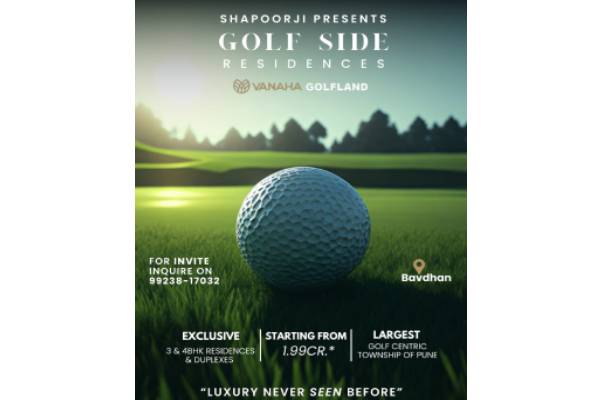 SHAPOORJI PRESENTS
GOLF SIDE
RESIDENCES
VANAHA GOLFLAND
FOR INVITE
INQUIRE ON
99238-17032
Bavdhan
EXCLUSIVE
3 & 4BHK RESIDENCES
& DUPLEXES
STARTING FROM
1.99CR.*
LARGEST
GOLF CENTRIC
TOWNSHIP OF PUNE
"LUXURY NEVER SEEN BEFORE"